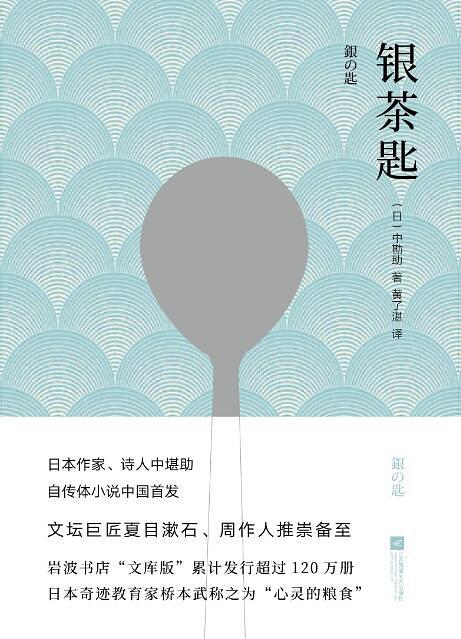 银茶匙
銀の匙
（日）中勘助 著 黄了湛 译
日本作家、诗人中堪助
自传体小说中国首发
文坛巨匠夏目漱石、周作人推崇备至
岩波书店“文库版”累计发行超过 120 万册
日本奇迹教育家桥本武称之为“心灵的粮食”
銀の匙